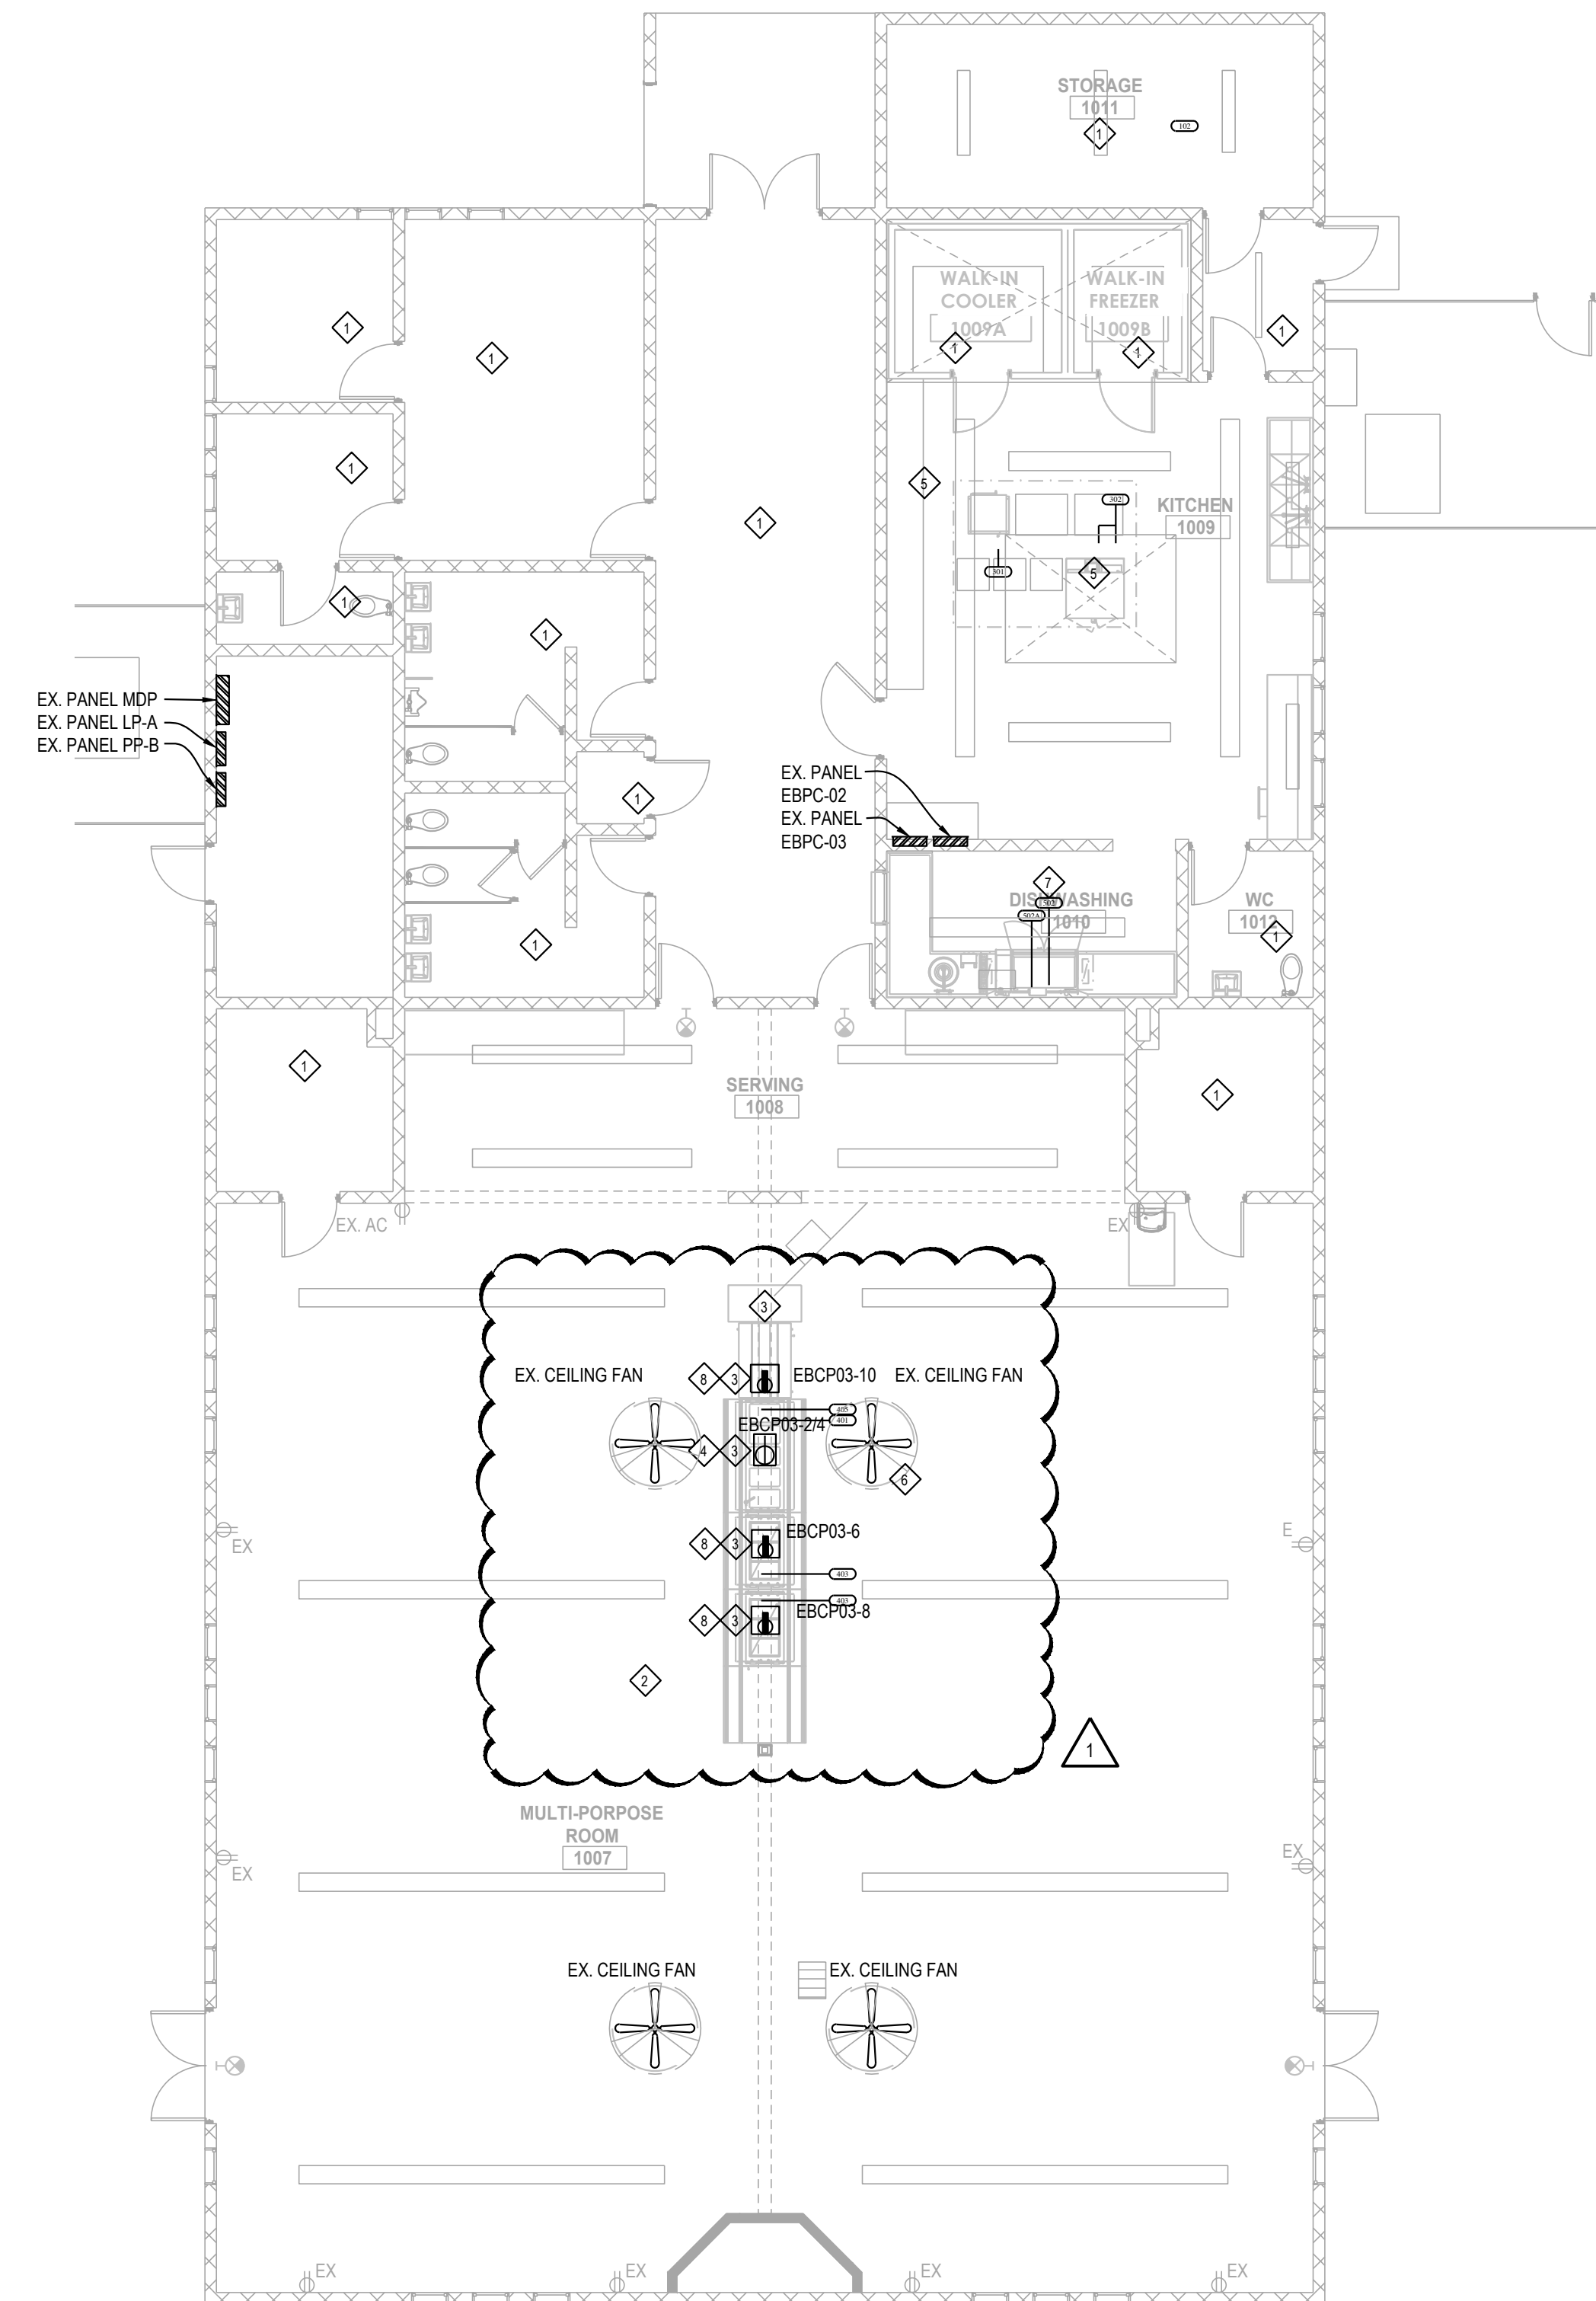 STORAGE
1011
1
102
WALK-IN
COOLER
1009A
1
WALK-IN
FREEZER
1009B
1
1
1
1
1
1
5
302
KITCHEN
1009
301
5
1
1
EX. PANEL MDP
EX. PANEL LP-A
EX. PANEL PP-B
1
EX. PANEL
EBPC-02
EX. PANEL
EBPC-03
7
DISHWASHING
502
502A
1010
WC
1012
1
1
1
1
SERVING
1008
EX. AC
EX
3
EX. CEILING FAN
8
3
EBCP03-10
EX. CEILING FAN
405
401
EBCP03-2/4
4
3
6
EX
8
3
EBCP03-6
E
403
403
8
3
EBCP03-8
2
1
MULTI-PORPOSE
ROOM
1007
EX
EX
EX. CEILING FAN
EX. CEILING FAN
EX
EX
EX
EX